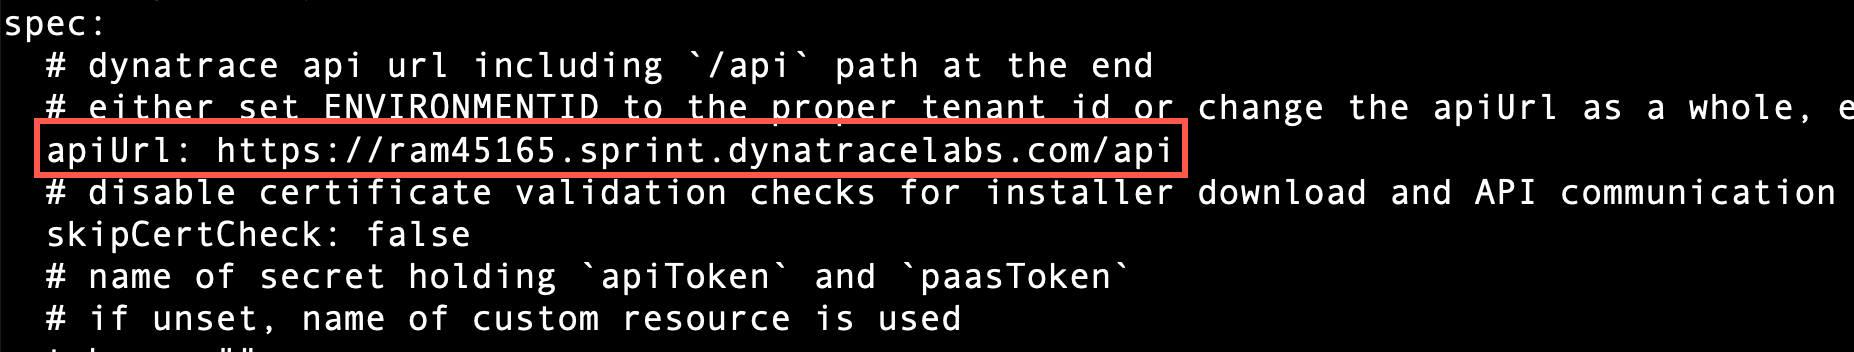 spec:
# dynatrace api url including `/api` path at the end
# either set ENVIRONMENTID to the proper tenant id or change the apiUrl as a whole, e
apiUrl: https://ram45165.sprint.dynatracelabs.com/api
# disable certificate validation checks for installer download and API communication
skipCertCheck: false
# name of secret holding `apiToken` and `paasToken`
# if unset, name of custom resource is used